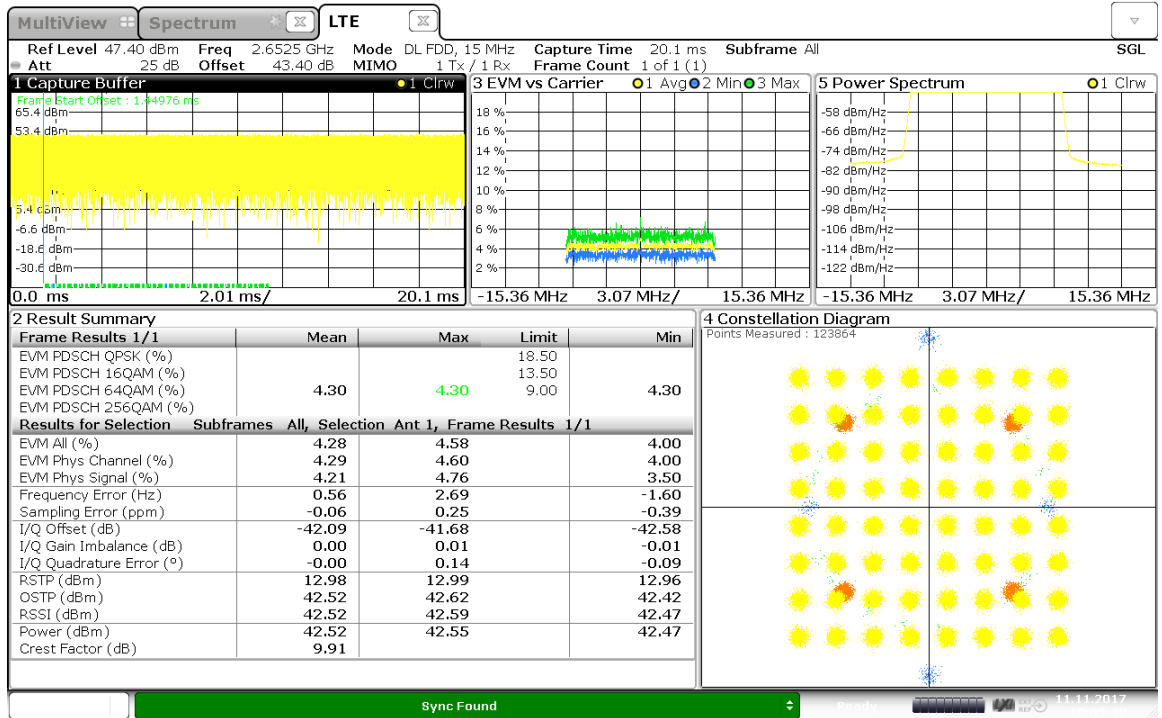 MultiView Spectrum LTE
Ref Level 47.40 dBm Freq 2.6525 GHz Mode DL FDD, 15 MHz Capture Time 20.1 ms Subframe All SGL
Att 25 dB Offset 43.40 dB MIMO 1 Tx / 1 Rx Frame Count 1 of 1 (1)
1 Capture Buffer 1 Clrw
Frame Start Offset : 1.44976 ms
65.4 dBm
53.4 dBm
5.4 dBm
-6.6 dBm
-18.6 dBm
-30.6 dBm
0.0 ms 2.01 ms/ 20.1 ms
3 EVM vs Carrier 1 Avg 2 Min 3 Max
18 %
16 %
14 %
12 %
10 %
8 %
6 %
4 %
2 %
-15.36 MHz 3.07 MHz/ 15.36 MHz
5 Power Spectrum 1 Clrw
-58 dBm/Hz
-66 dBm/Hz
-74 dBm/Hz
-82 dBm/Hz
-90 dBm/Hz
-98 dBm/Hz
-106 dBm/Hz
-114 dBm/Hz
-122 dBm/Hz
-15.36 MHz 3.07 MHz/ 15.36 MHz
2 Result Summary
Frame Results 1/1 Mean Max Limit Min
EVM PDSCH QPSK (%) 18.50
EVM PDSCH 16QAM (%) 13.50
EVM PDSCH 64QAM (%) 4.30 4.30 9.00 4.30
EVM PDSCH 256QAM (%)
Results for Selection Subframes All, Selection Ant 1, Frame Results 1/1
EVM All (%) 4.28 4.58 4.00
EVM Phys Channel (%) 4.29 4.60 4.00
EVM Phys Signal (%) 4.21 4.76 3.50
Frequency Error (Hz) 0.56 2.69 -1.60
Sampling Error (ppm) -0.06 0.25 -0.39
I/Q Offset (dB) -42.09 -41.68 -42.58
I/Q Gain Imbalance (dB) 0.00 0.01 -0.01
I/Q Quadrature Error (°) -0.00 0.14 -0.09
RSTP (dBm) 12.98 12.99 12.96
OSTP (dBm) 42.52 42.62 42.42
RSSI (dBm) 42.52 42.59 42.47
Power (dBm) 42.52 42.55 42.47
Crest Factor (dB) 9.91
4 Constellation Diagram
Points Measured : 123864
Sync Found Ready 11.11.2017